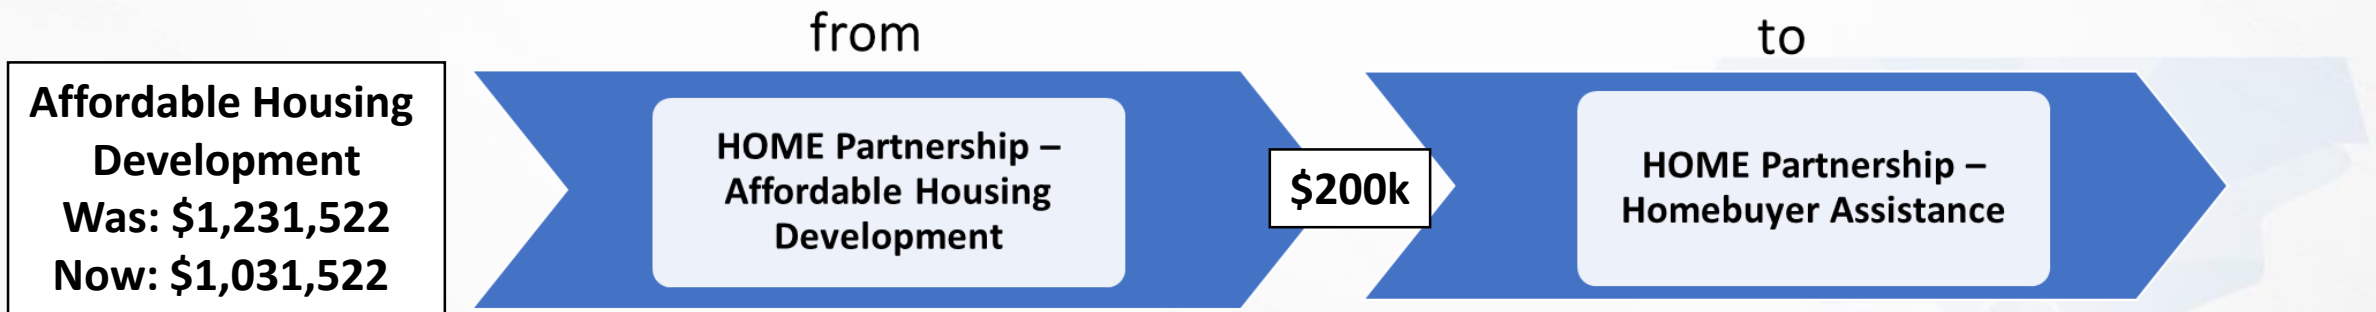 from
to
Affordable Housing
Development
Was: $1,231,522
Now: $1,031,522
HOME Partnership –
Affordable Housing
Development
$200k
HOME Partnership –
Homebuyer Assistance